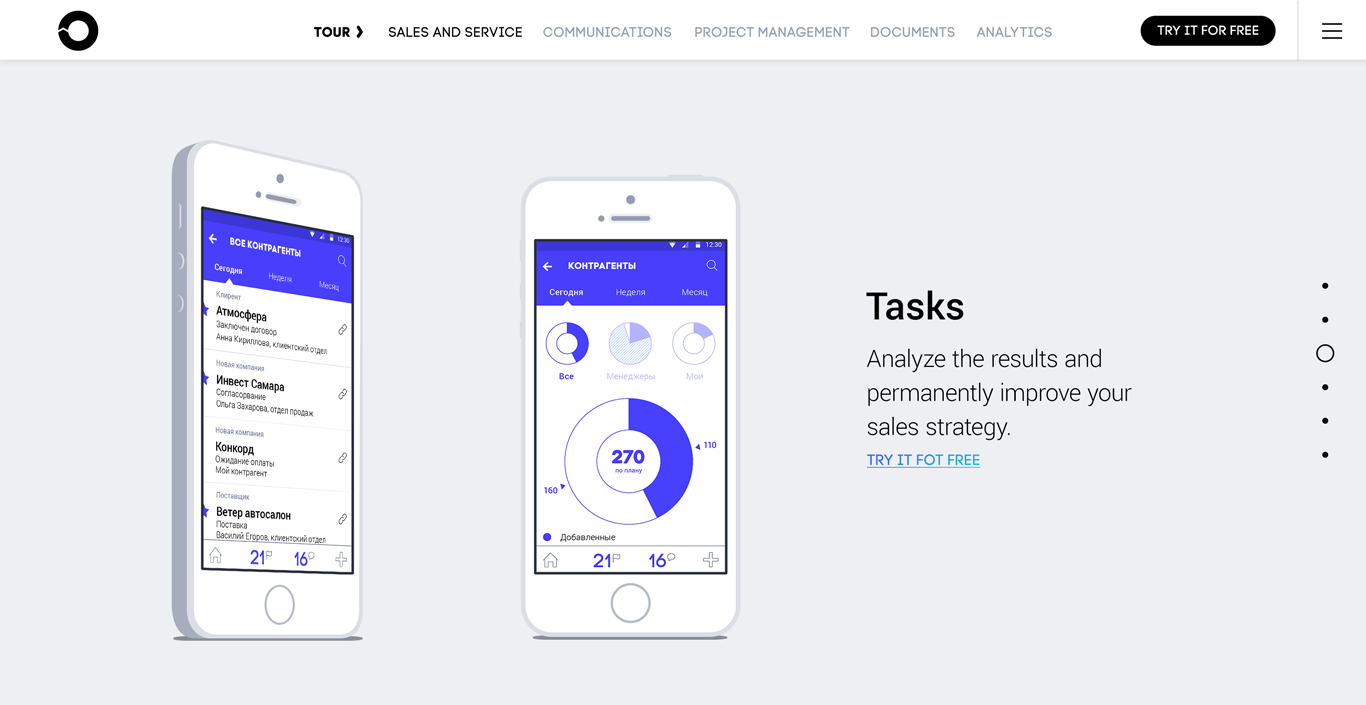 TOUR ❯ SALES AND SERVICE COMMUNICATIONS PROJECT MANAGEMENT DOCUMENTS ANALYTICS TRY IT FOR FREE
12:30
ВСЕ КОНТРАГЕНТЫ
Сегодня Неделя Месяц
Клирент
Атмосфера
Заключен договор
Анна Кириллова, клиентский отдел
Новая компания
Инвест Самара
Согласорвание
Ольга Захарова, отдел продаж
Новая компания
Конкорд
Ожидание оплаты
Мой контрагент
Поставщик
Ветер автосалон
Поставка
Василий Егоров, клиентский отдел
21 16
12:30
КОНТРАГЕНТЫ
Сегодня Неделя Месяц
Все Менеджеры Мои
110
270
по плану
160
Добавленные
21 16
Tasks
Analyze the results and
permanently improve your
sales strategy.
TRY IT FOT FREE